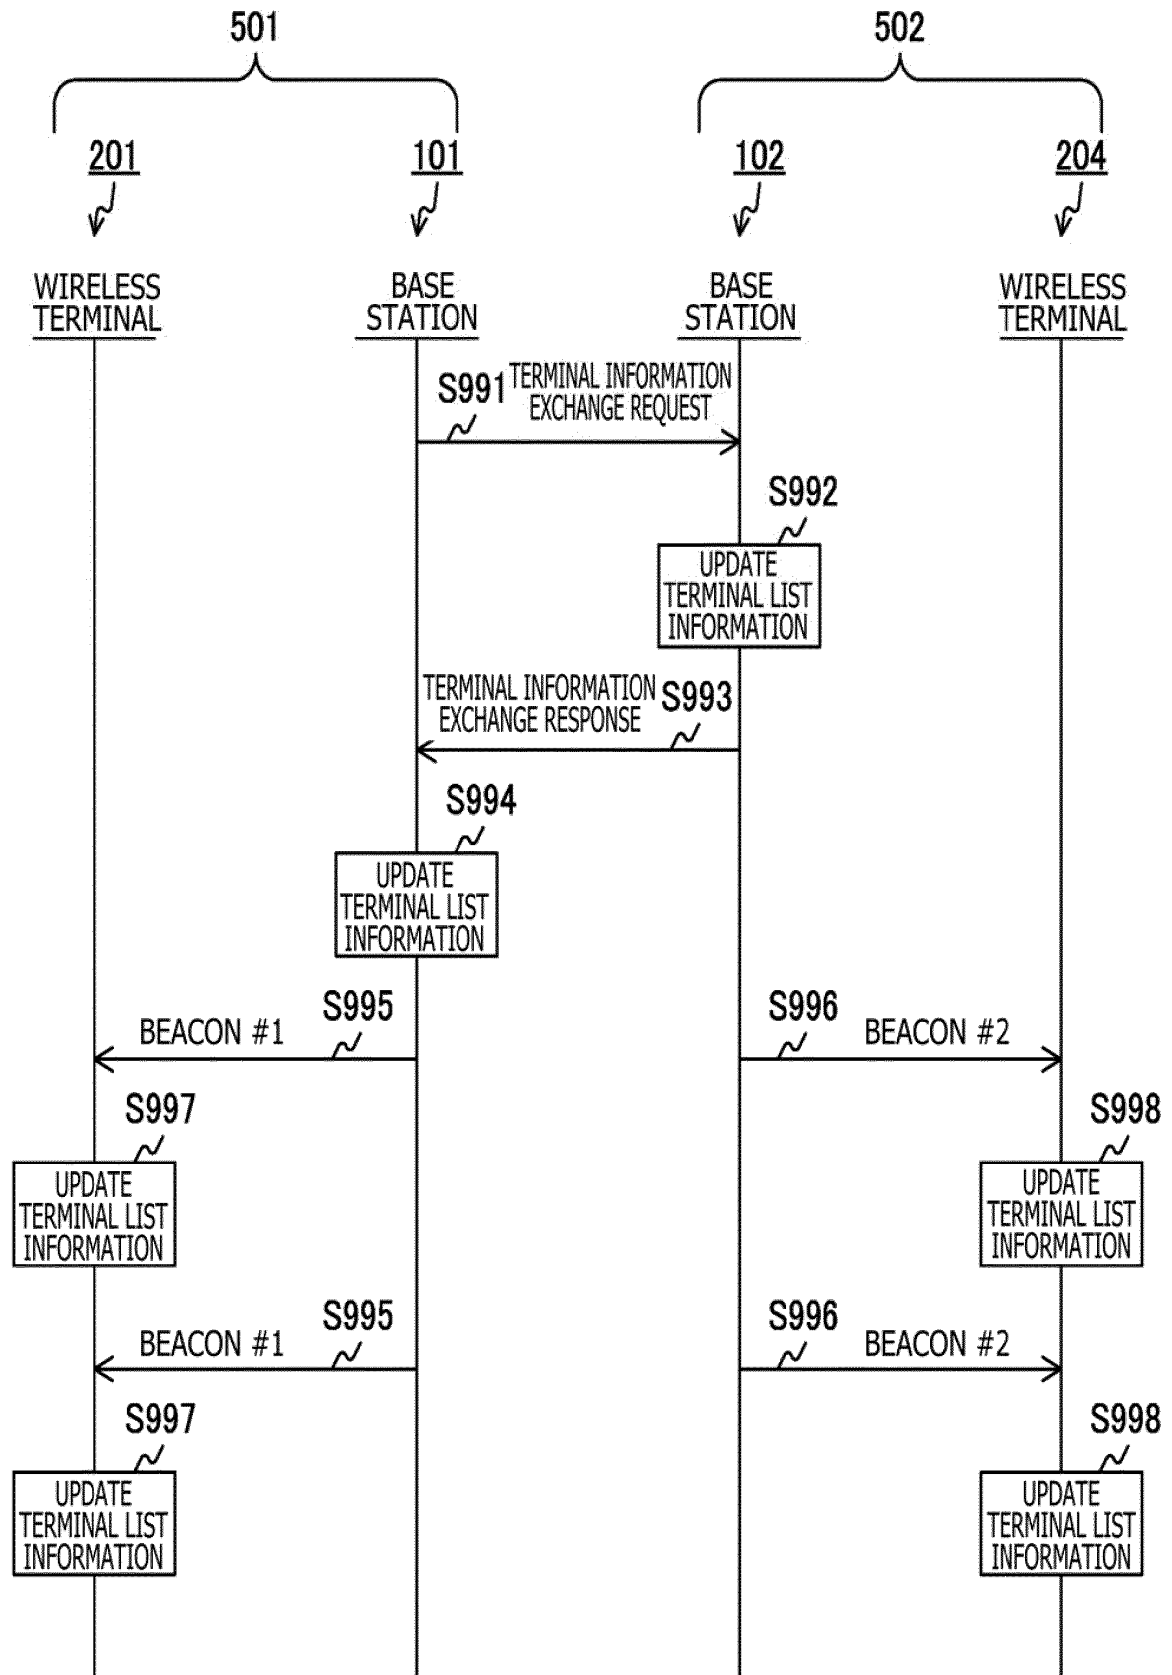 501
502
201
101
102
204
WIRELESS
TERMINAL
BASE
STATION
BASE
STATION
WIRELESS
TERMINAL
S991
TERMINAL INFORMATION
EXCHANGE REQUEST
S992
UPDATE
TERMINAL LIST
INFORMATION
TERMINAL INFORMATION
EXCHANGE RESPONSE
S993
S994
UPDATE
TERMINAL LIST
INFORMATION
BEACON #1
S995
S996
BEACON #2
S997
UPDATE
TERMINAL LIST
INFORMATION
S998
UPDATE
TERMINAL LIST
INFORMATION
BEACON #1
S995
S996
BEACON #2
S997
UPDATE
TERMINAL LIST
INFORMATION
S998
UPDATE
TERMINAL LIST
INFORMATION